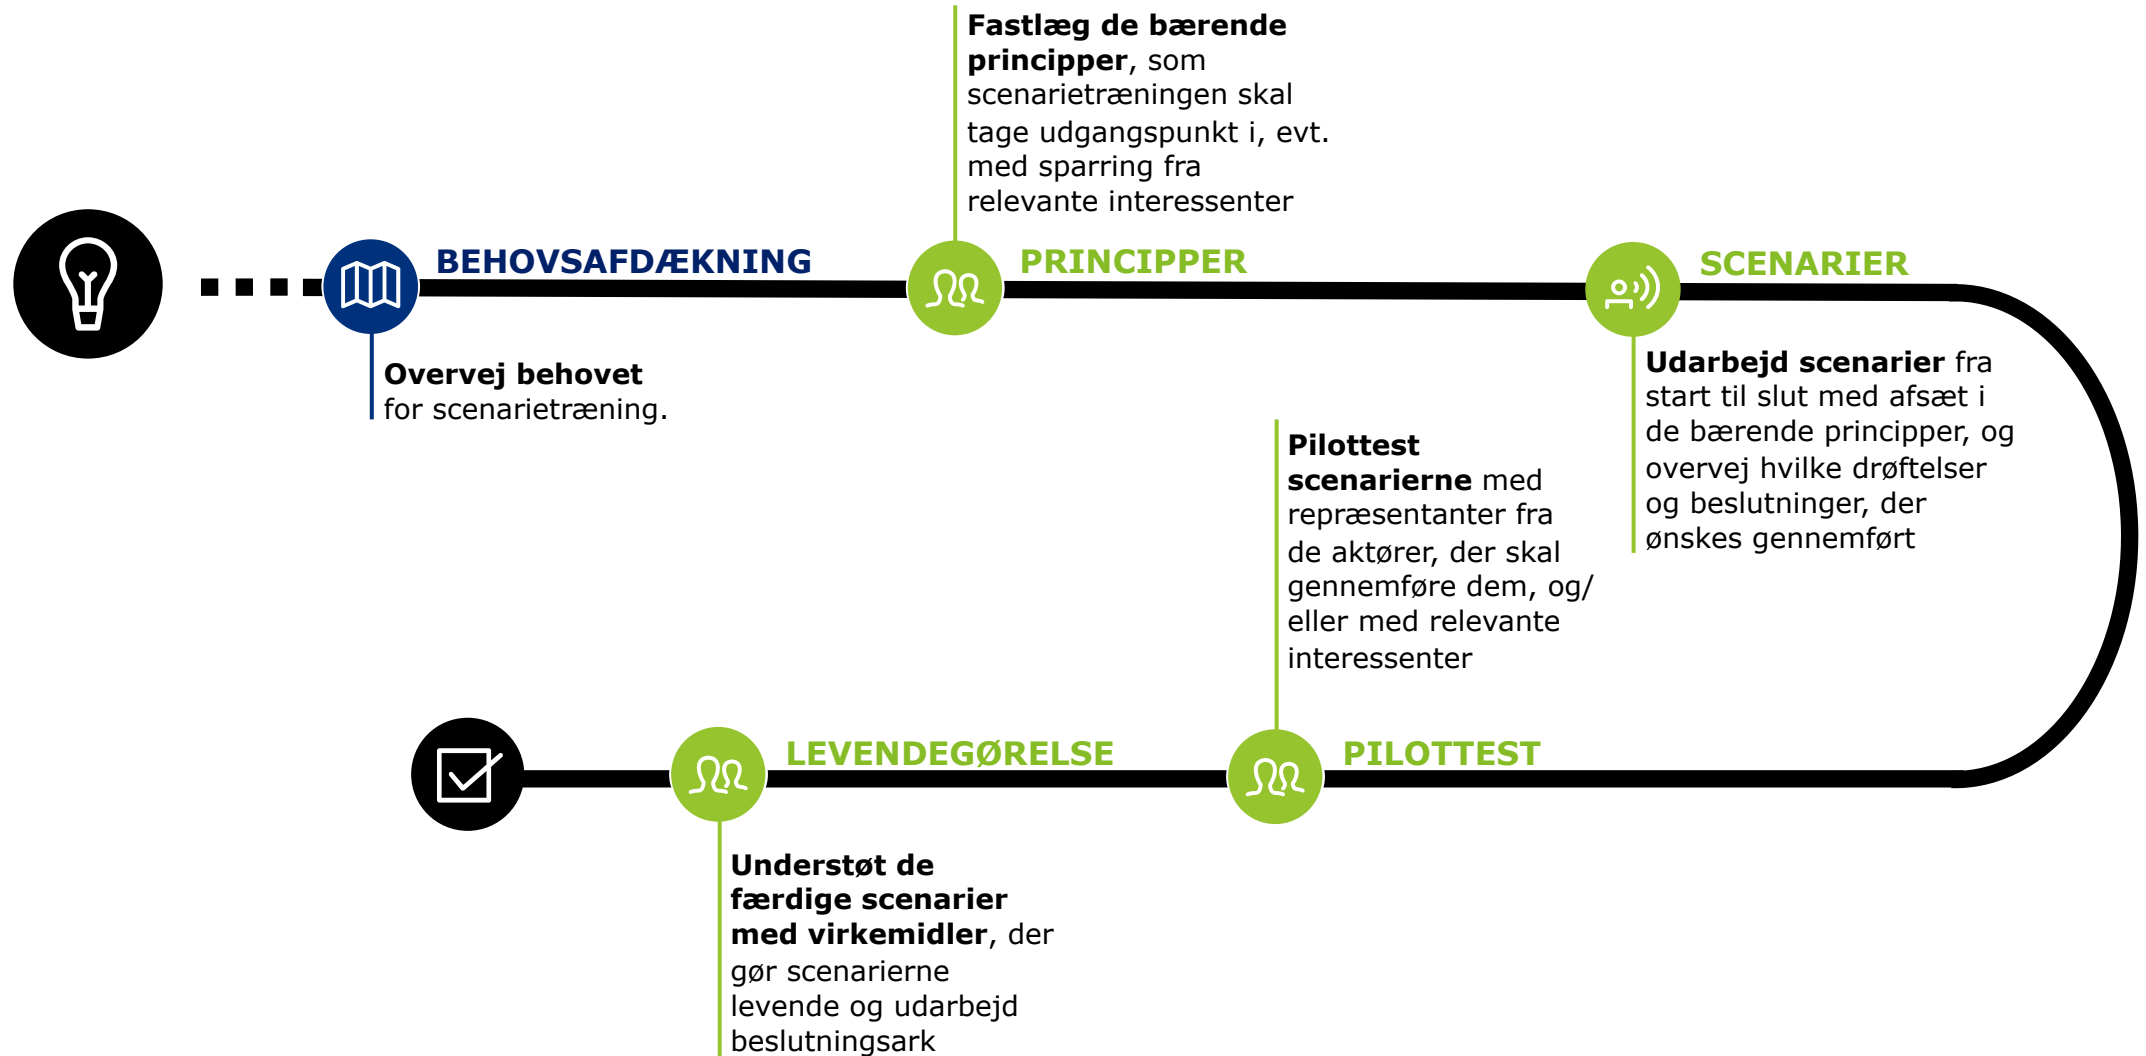 Fastlæg de bærende
principper, som
scenarietræningen skal
tage udgangspunkt i, evt.
med sparring fra
relevante interessenter
BEHOVSAFDÆKNING
PRINCIPPER
SCENARIER
Overvej behovet
for scenarietræning.
Udarbejd scenarier fra
start til slut med afsæt i
de bærende principper, og
overvej hvilke drøftelser
og beslutninger, der
ønskes gennemført
Pilottest
scenarierne med
repræsentanter fra
de aktører, der skal
gennemføre dem, og/
eller med relevante
interessenter
LEVENDEGØRELSE
PILOTTEST
Understøt de
færdige scenarier
med virkemidler, der
gør scenarierne
levende og udarbejd
beslutningsark